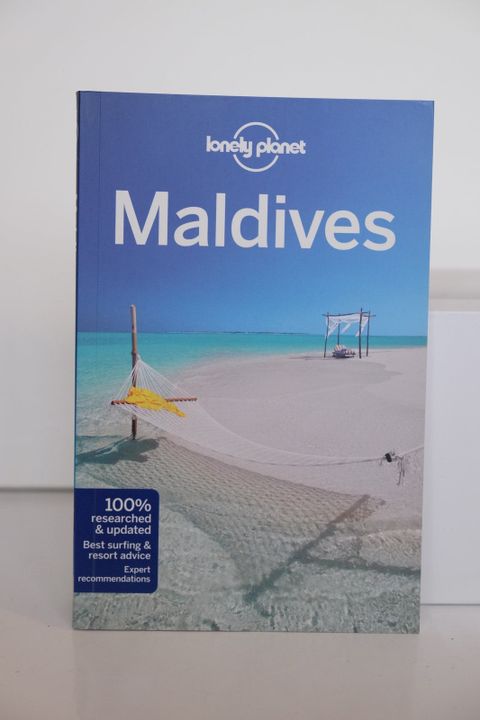 lonely planet
Maldives
100%
researched
& updated
Best surfing &
resort advice
Expert
recommendations